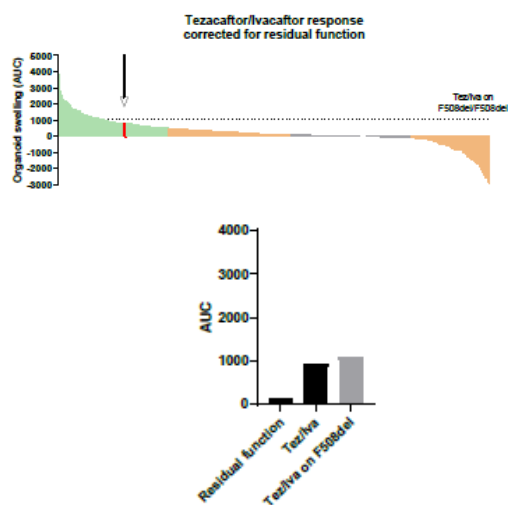 Tezacaftor/Ivacaftor response
corrected for residual function
Organoid swelling (AUC)
6000
5000
4000
3000
2000
1000
0
-1000
-2000
-3000
Tez/Iva on
F508del/F508del
AUC
4000
3000
2000
1000
0
Residual function
Tez/Iva
Tez/Iva on F508del